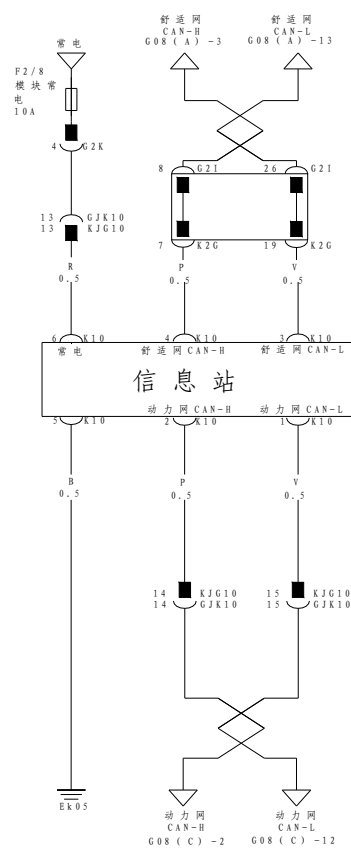 舒适网 舒适网
CAN-H CAN-L
G08(A)-3 G08(A)-13
常电
F2/8
模块常
电
10A
4 G2K
8 G2I 26 G2I
13 GJK10
13 KJG10
7 K2G 19 K2G
R P V
0.5 0.5 0.5
6 K10 4 K10 3 K10
常电 舒适网CAN-H 舒适网CAN-L
信息站
动力网CAN-H 动力网CAN-L
5 K10 2 K10 1 K10
B P V
0.5 0.5 0.5
14 KJG10 15 KJG10
14 GJK10 15 GJK10
Ek05
动力网 动力网
CAN-H CAN-L
G08(C)-2 G08(C)-12